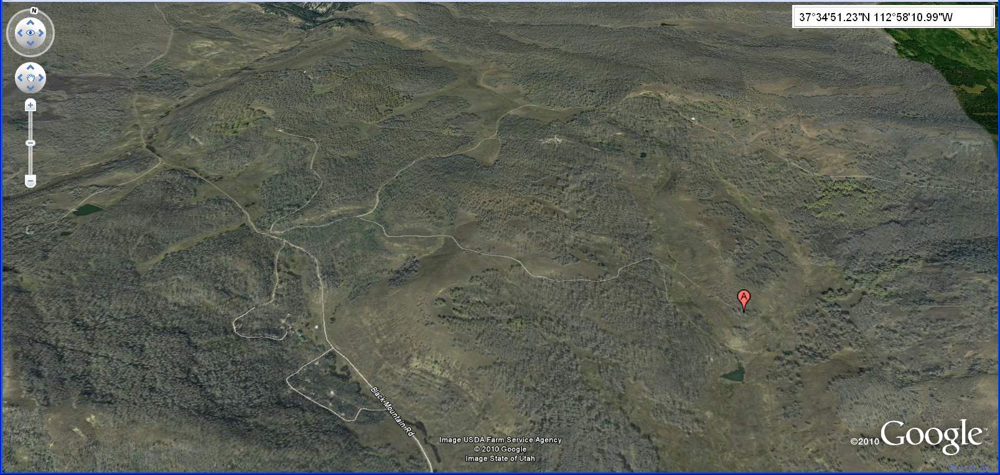 N
37°34'51.23"N 112°58'10.99"W
A
Black Mountain Rd
Image USDA Farm Service Agency
© 2010 Google
Image State of Utah
©2010 Google™